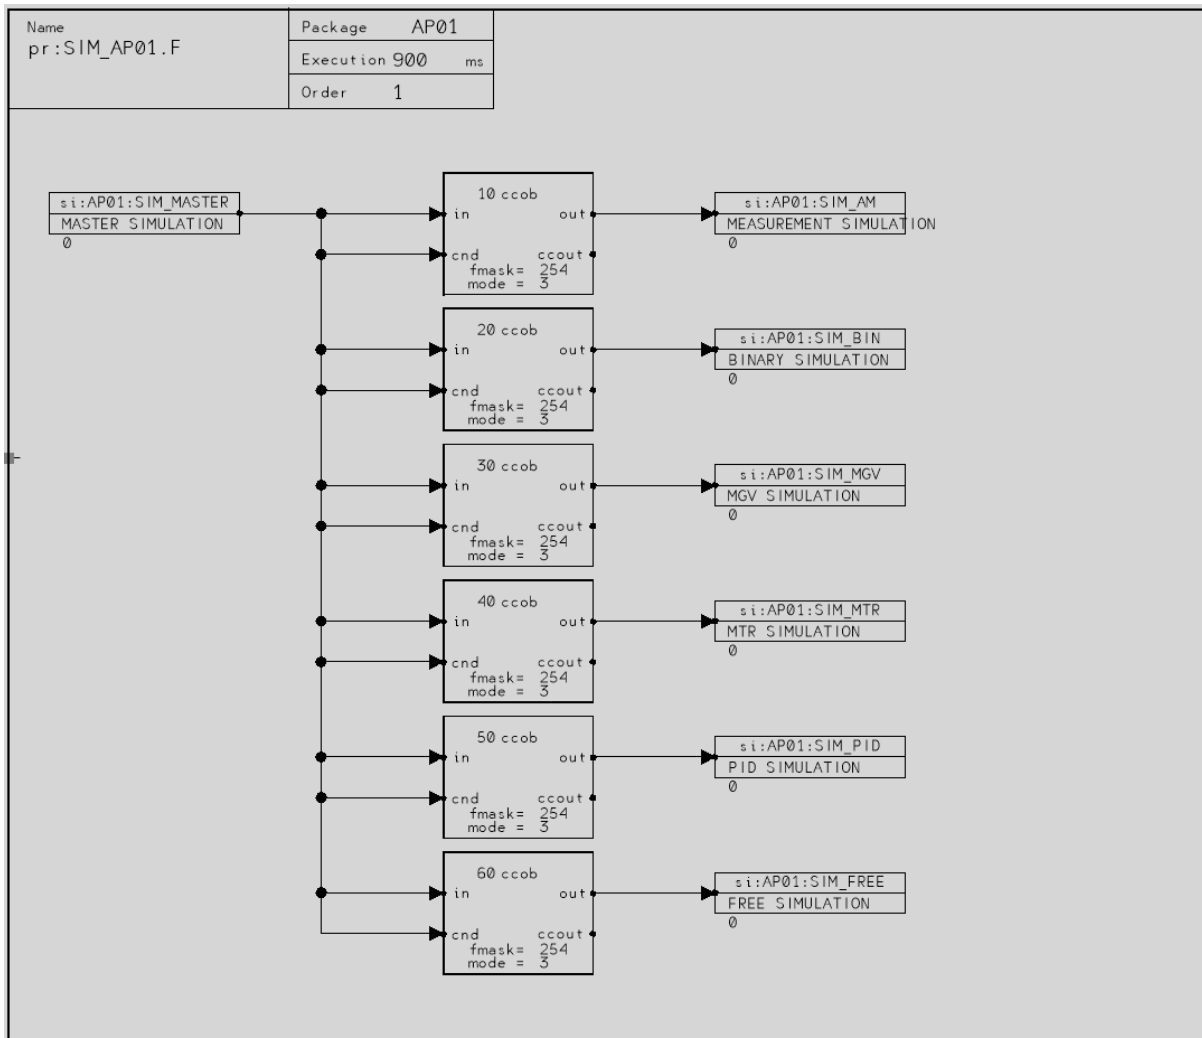 Name
pr:SIM_AP01.F
Package AP01
Execution 900 ms
Order 1
si:AP01:SIM_MASTER
MASTER SIMULATION
0
10 ccob
in out
cnd ccout
fmask= 254
mode = 3
si:AP01:SIM_AM
MEASUREMENT SIMULATION
0
20 ccob
in out
cnd ccout
fmask= 254
mode = 3
si:AP01:SIM_BIN
BINARY SIMULATION
0
30 ccob
in out
cnd ccout
fmask= 254
mode = 3
si:AP01:SIM_MGV
MGV SIMULATION
0
40 ccob
in out
cnd ccout
fmask= 254
mode = 3
si:AP01:SIM_MTR
MTR SIMULATION
0
50 ccob
in out
cnd ccout
fmask= 254
mode = 3
si:AP01:SIM_PID
PID SIMULATION
0
60 ccob
in out
cnd ccout
fmask= 254
mode = 3
si:AP01:SIM_FREE
FREE SIMULATION
0